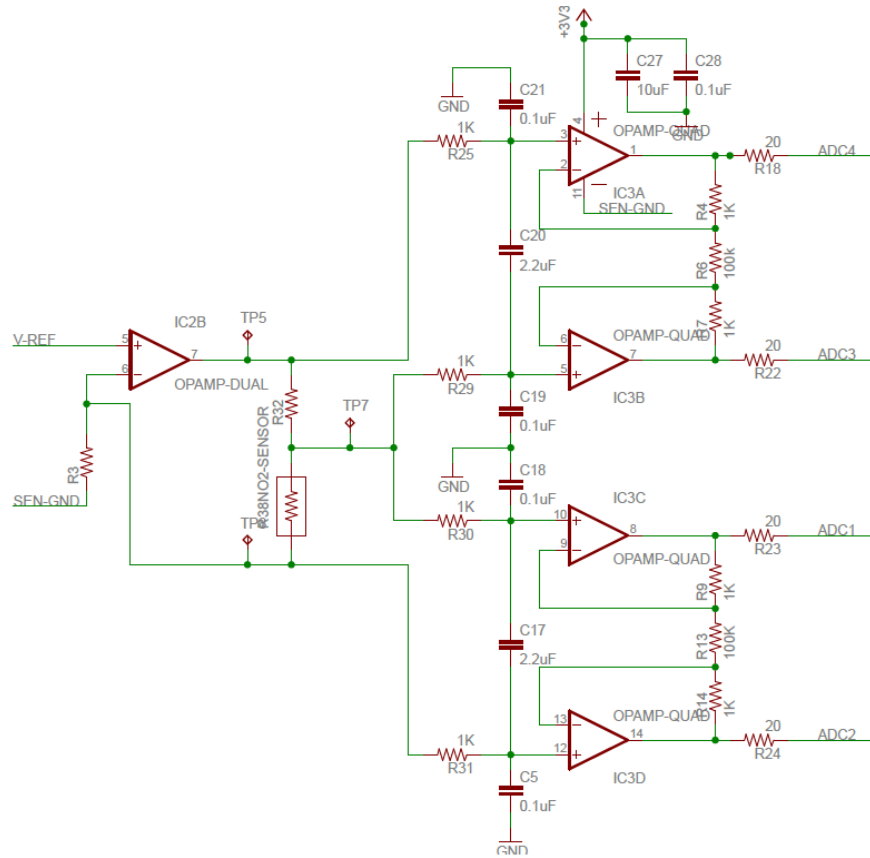 +3V3
C27
10uF
C28
0.1uF
GND
C21
0.1uF
GND
1K
R25
4
3
2
1
11
OPAMP-QUAD
IC3A
SEN-GND
20
R18
ADC4
R4
1K
C20
2.2uF
R6
100k
R7
1K
V-REF
5
6
7
IC2B
OPAMP-DUAL
TP5
R32
TP7
1K
R29
6
5
7
OPAMP-QUAD
IC3B
20
R22
ADC3
C19
0.1uF
GND
C18
0.1uF
R3
SEN-GND
NO2-SENSOR
1K
R30
10
9
8
IC3C
OPAMP-QUAD
20
R23
ADC1
R9
1K
C17
2.2uF
R13
100K
R14
1K
1K
R31
13
12
14
OPAMP-QUAD
IC3D
20
R24
ADC2
C5
0.1uF
GND